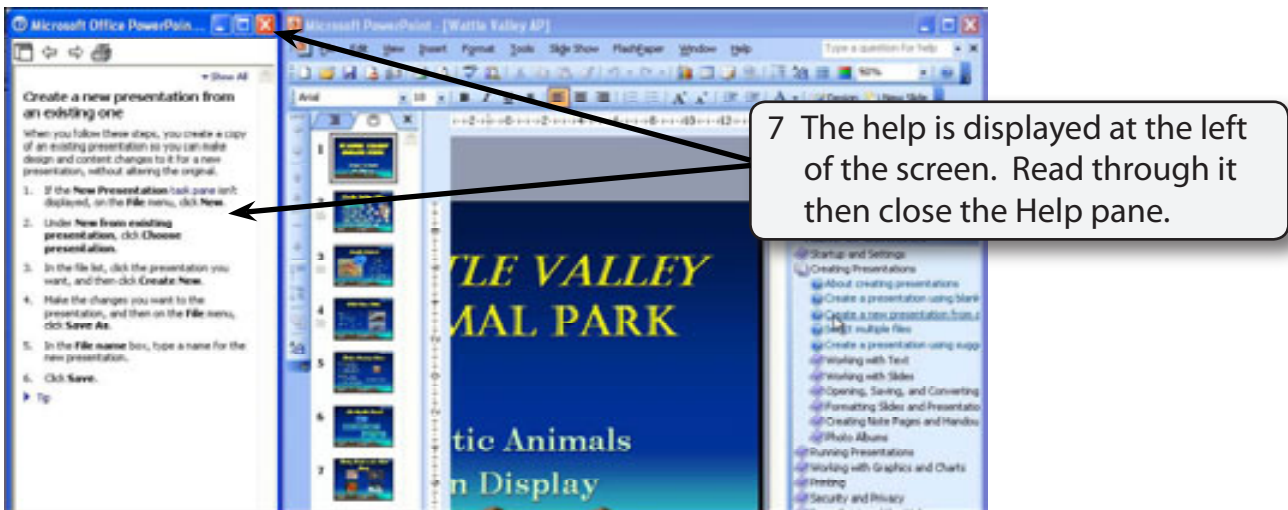 Microsoft Office PowerPoin...
Microsoft PowerPoint - [Wattle Valley AP]
Edit View Insert Format Tools Slide Show FlashPaper Window Help
Type a question for help
Show All
Arial
18
90%
Design
New Slide
Create a new presentation from
an existing one
When you follow these steps, you create a copy
of an existing presentation so you can make
design and content changes to it for a new
presentation, without altering the original.
1. If the New Presentation task pane isn't
displayed, on the File menu, click New.
2. Under New from existing
presentation, click Choose
presentation.
3. In the file list, click the presentation you
want, and then click Create New.
4. Make the changes you want to the
presentation, and then on the File menu,
click Save As.
5. In the File name box, type a name for the
new presentation.
6. Click Save.
Tip
1
2
3
4
5
6
7
TLE VALLEY
MAL PARK
tic Animals
n Display
7 The help is displayed at the left
of the screen. Read through it
then close the Help pane.
Startup and Settings
Creating Presentations
About creating presentations
Create a presentation using blank
Create a new presentation from a
Insert multiple files
Create a presentation using sugg
Working with Text
Working with Slides
Opening, Saving, and Converting
Formatting Slides and Presentatio
Creating Note Pages and Handou
Photo Albums
Running Presentations
Working with Graphics and Charts
Printing
Security and Privacy